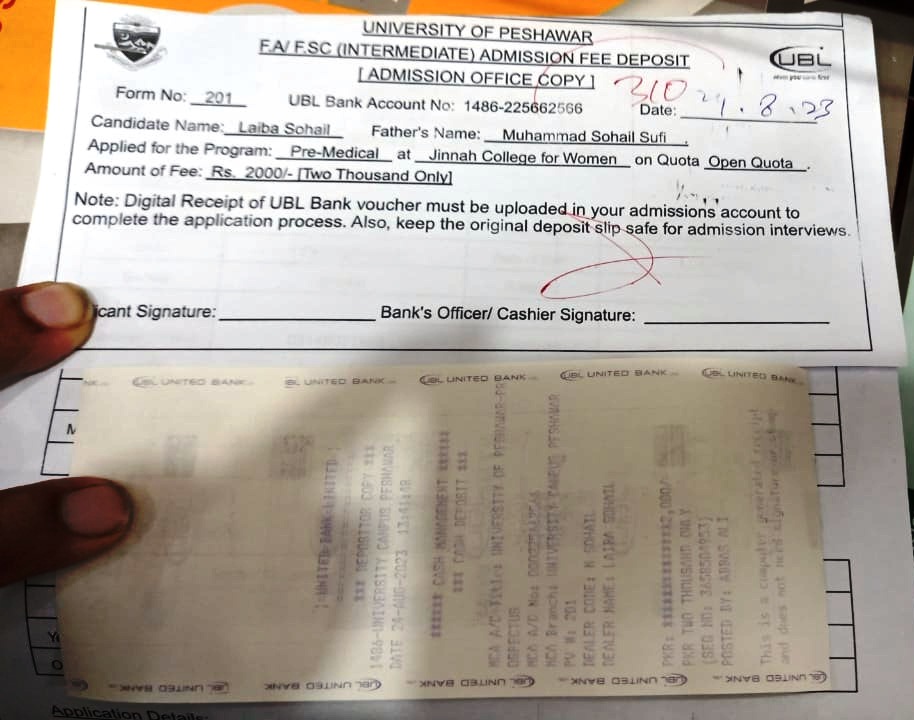 UNIVERSITY OF PESHAWAR
F.A/ F.SC (INTERMEDIATE) ADMISSION FEE DEPOSIT
[ ADMISSION OFFICE COPY ]
UBL
where you come first
310
Form No: 201 UBL Bank Account No: 1486-225662566 Date: 24.8.23
Candidate Name: Laiba Sohail Father's Name: Muhammad Sohail Sufi
Applied for the Program: Pre-Medical at Jinnah College for Women on Quota Open Quota .
Amount of Fee: Rs. 2000/- [Two Thousand Only]
Note: Digital Receipt of UBL Bank voucher must be uploaded in your admissions account to
complete the application process. Also, keep the original deposit slip safe for admission interviews.
icant Signature: Bank's Officer/ Cashier Signature:
UBL UNITED BANK UBL UNITED BANK UBL UNITED BANK UBL UNITED BANK UBL UNITED BANK
: UNITED BANK LIMITED :
*** DEPOSITOR COPY ***
1486-UNIVERSITY CAMPUS PESHAWAR
DATE 24-AUG-2023 13:41:48
****** CASH MANAGEMENT ******
*** CASH DEPOSIT ***
MCA A/C Title: UNIVERSITY OF PESHAWAR-PR
OSPECTUS
MCA A/C No:
MCA Branch: UNIVERSITY CAMPUS PESHAWAR
PV #: 201
DEALER CODE: M SOHAIL
DEALER NAME: LAIBA SOHAIL
PKR: ************2,000/-
PKR TWO THOUSAND ONLY
[SEQ NO: 3658504953]
POSTED BY: ABBAS ALI
This is a computer generated receipt
and does not need signature or stamp
UBL UNITED BANK UBL UNITED BANK UBL UNITED BANK UBL UNITED BANK UBL UNITED BANK
Application Details: